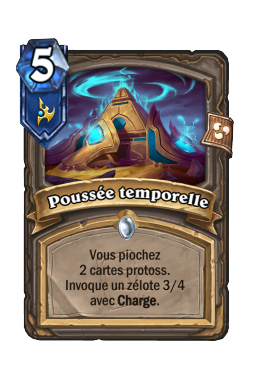 5
Poussée temporelle
Vous piochez
2 cartes protoss.
Invoque un zélote 3/4
avec Charge.